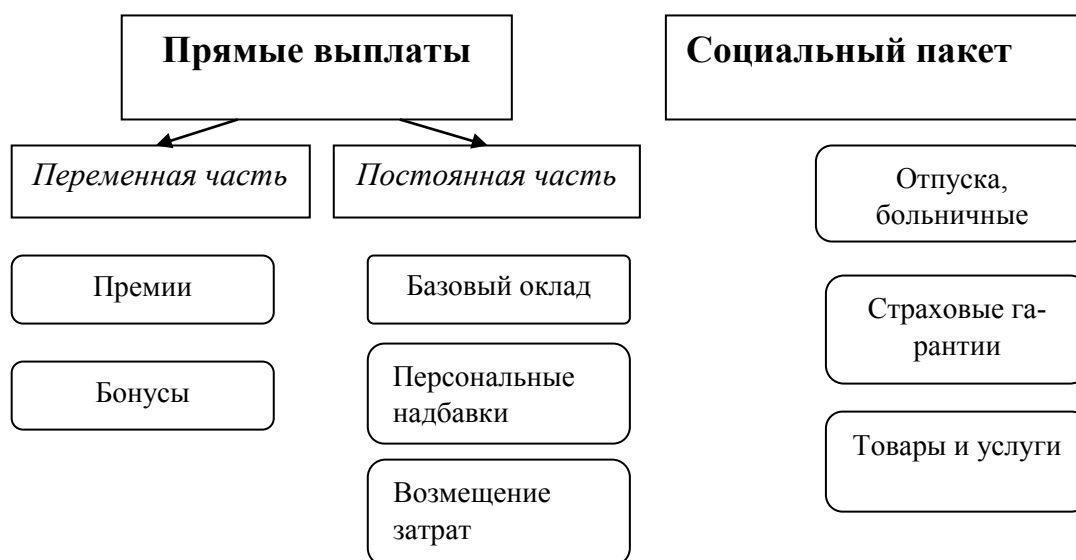 Прямые выплаты
Социальный пакет
Переменная часть
Постоянная часть
Отпуска,
больничные
Премии
Базовый оклад
Страховые га-
рантии
Бонусы
Персональные
надбавки
Товары и услуги
Возмещение
затрат